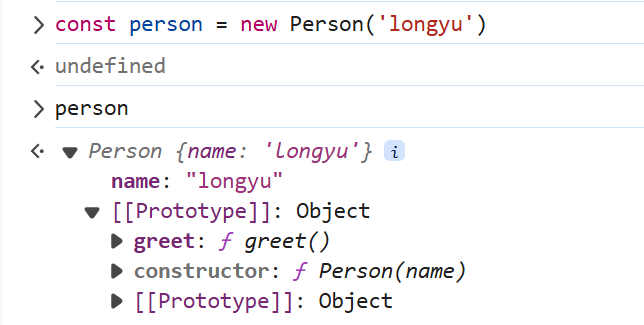 const person = new Person('longyu')
undefined
person
Person {name: 'longyu'} i
name: "longyu"
[[Prototype]]: Object
greet: ƒ greet()
constructor: ƒ Person(name)
[[Prototype]]: Object